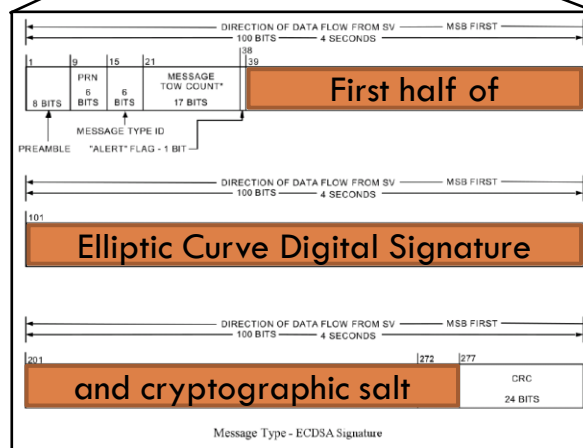 DIRECTION OF DATA FLOW FROM SV MSB FIRST
100 BITS 4 SECONDS
1 9 15 21 38 39
8 BITS
PRN 6 BITS
6 BITS
MESSAGE TOW COUNT* 17 BITS
First half of
MESSAGE TYPE ID
PREAMBLE
"ALERT" FLAG - 1 BIT
DIRECTION OF DATA FLOW FROM SV MSB FIRST
100 BITS 4 SECONDS
101
Elliptic Curve Digital Signature
DIRECTION OF DATA FLOW FROM SV MSB FIRST
100 BITS 4 SECONDS
201 272 277
and cryptographic salt
CRC
24 BITS
Message Type - ECDSA Signature